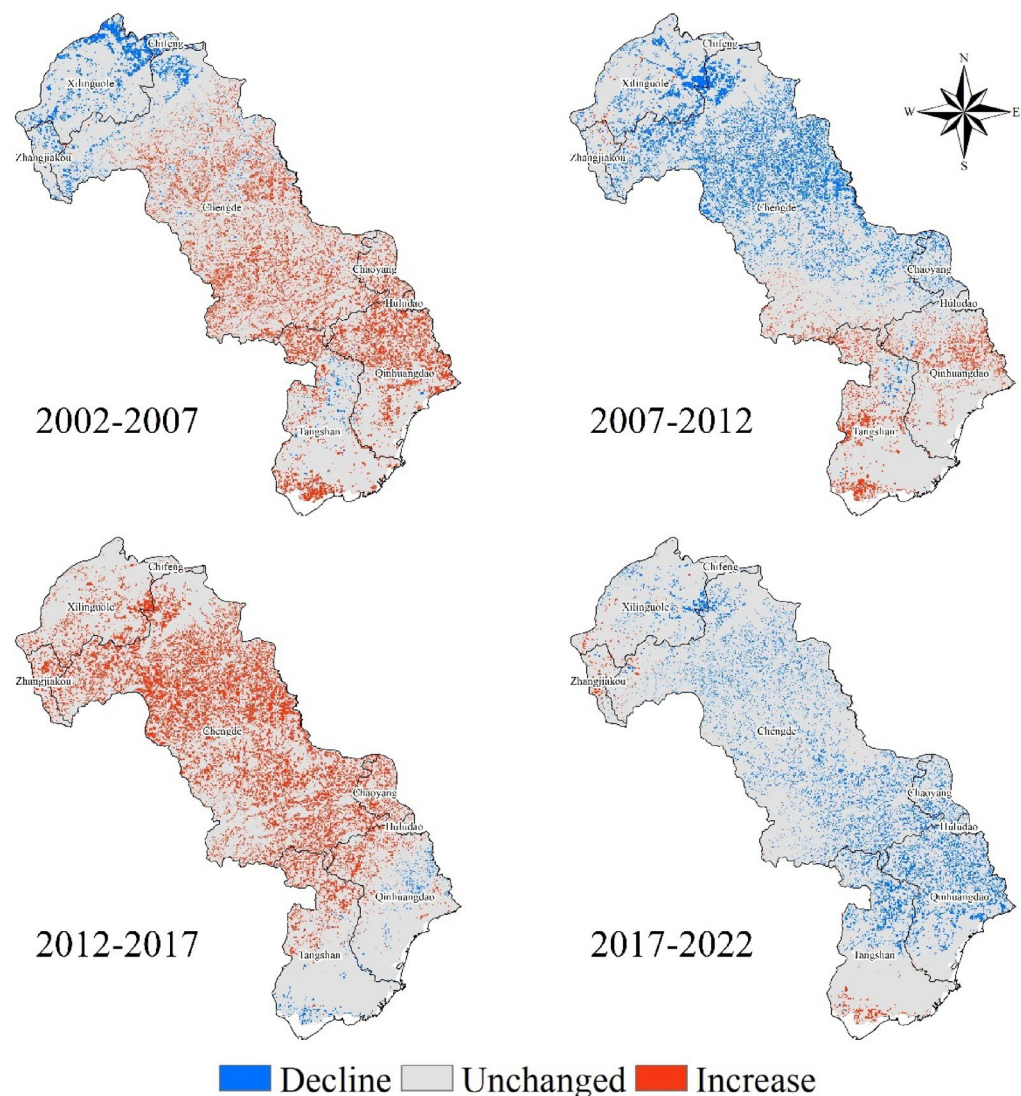 Chifeng
Xilinguole
Zhangjiakou
Chengde
Chaoyang
Huludao
Qinhuangdao
Tangshan
2002-2007
Chifeng
Xilinguole
Zhangjiakou
Chengde
Chaoyang
Huludao
Qinhuangdao
Tangshan
2007-2012
N
W
E
S
Chifeng
Xilinguole
Zhangjiakou
Chengde
Chaoyang
Huludao
Qinhuangdao
Tangshan
2012-2017
Chifeng
Xilinguole
Zhangjiakou
Chengde
Chaoyang
Huludao
Qinhuangdao
Tangshan
2017-2022
Decline Unchanged Increase